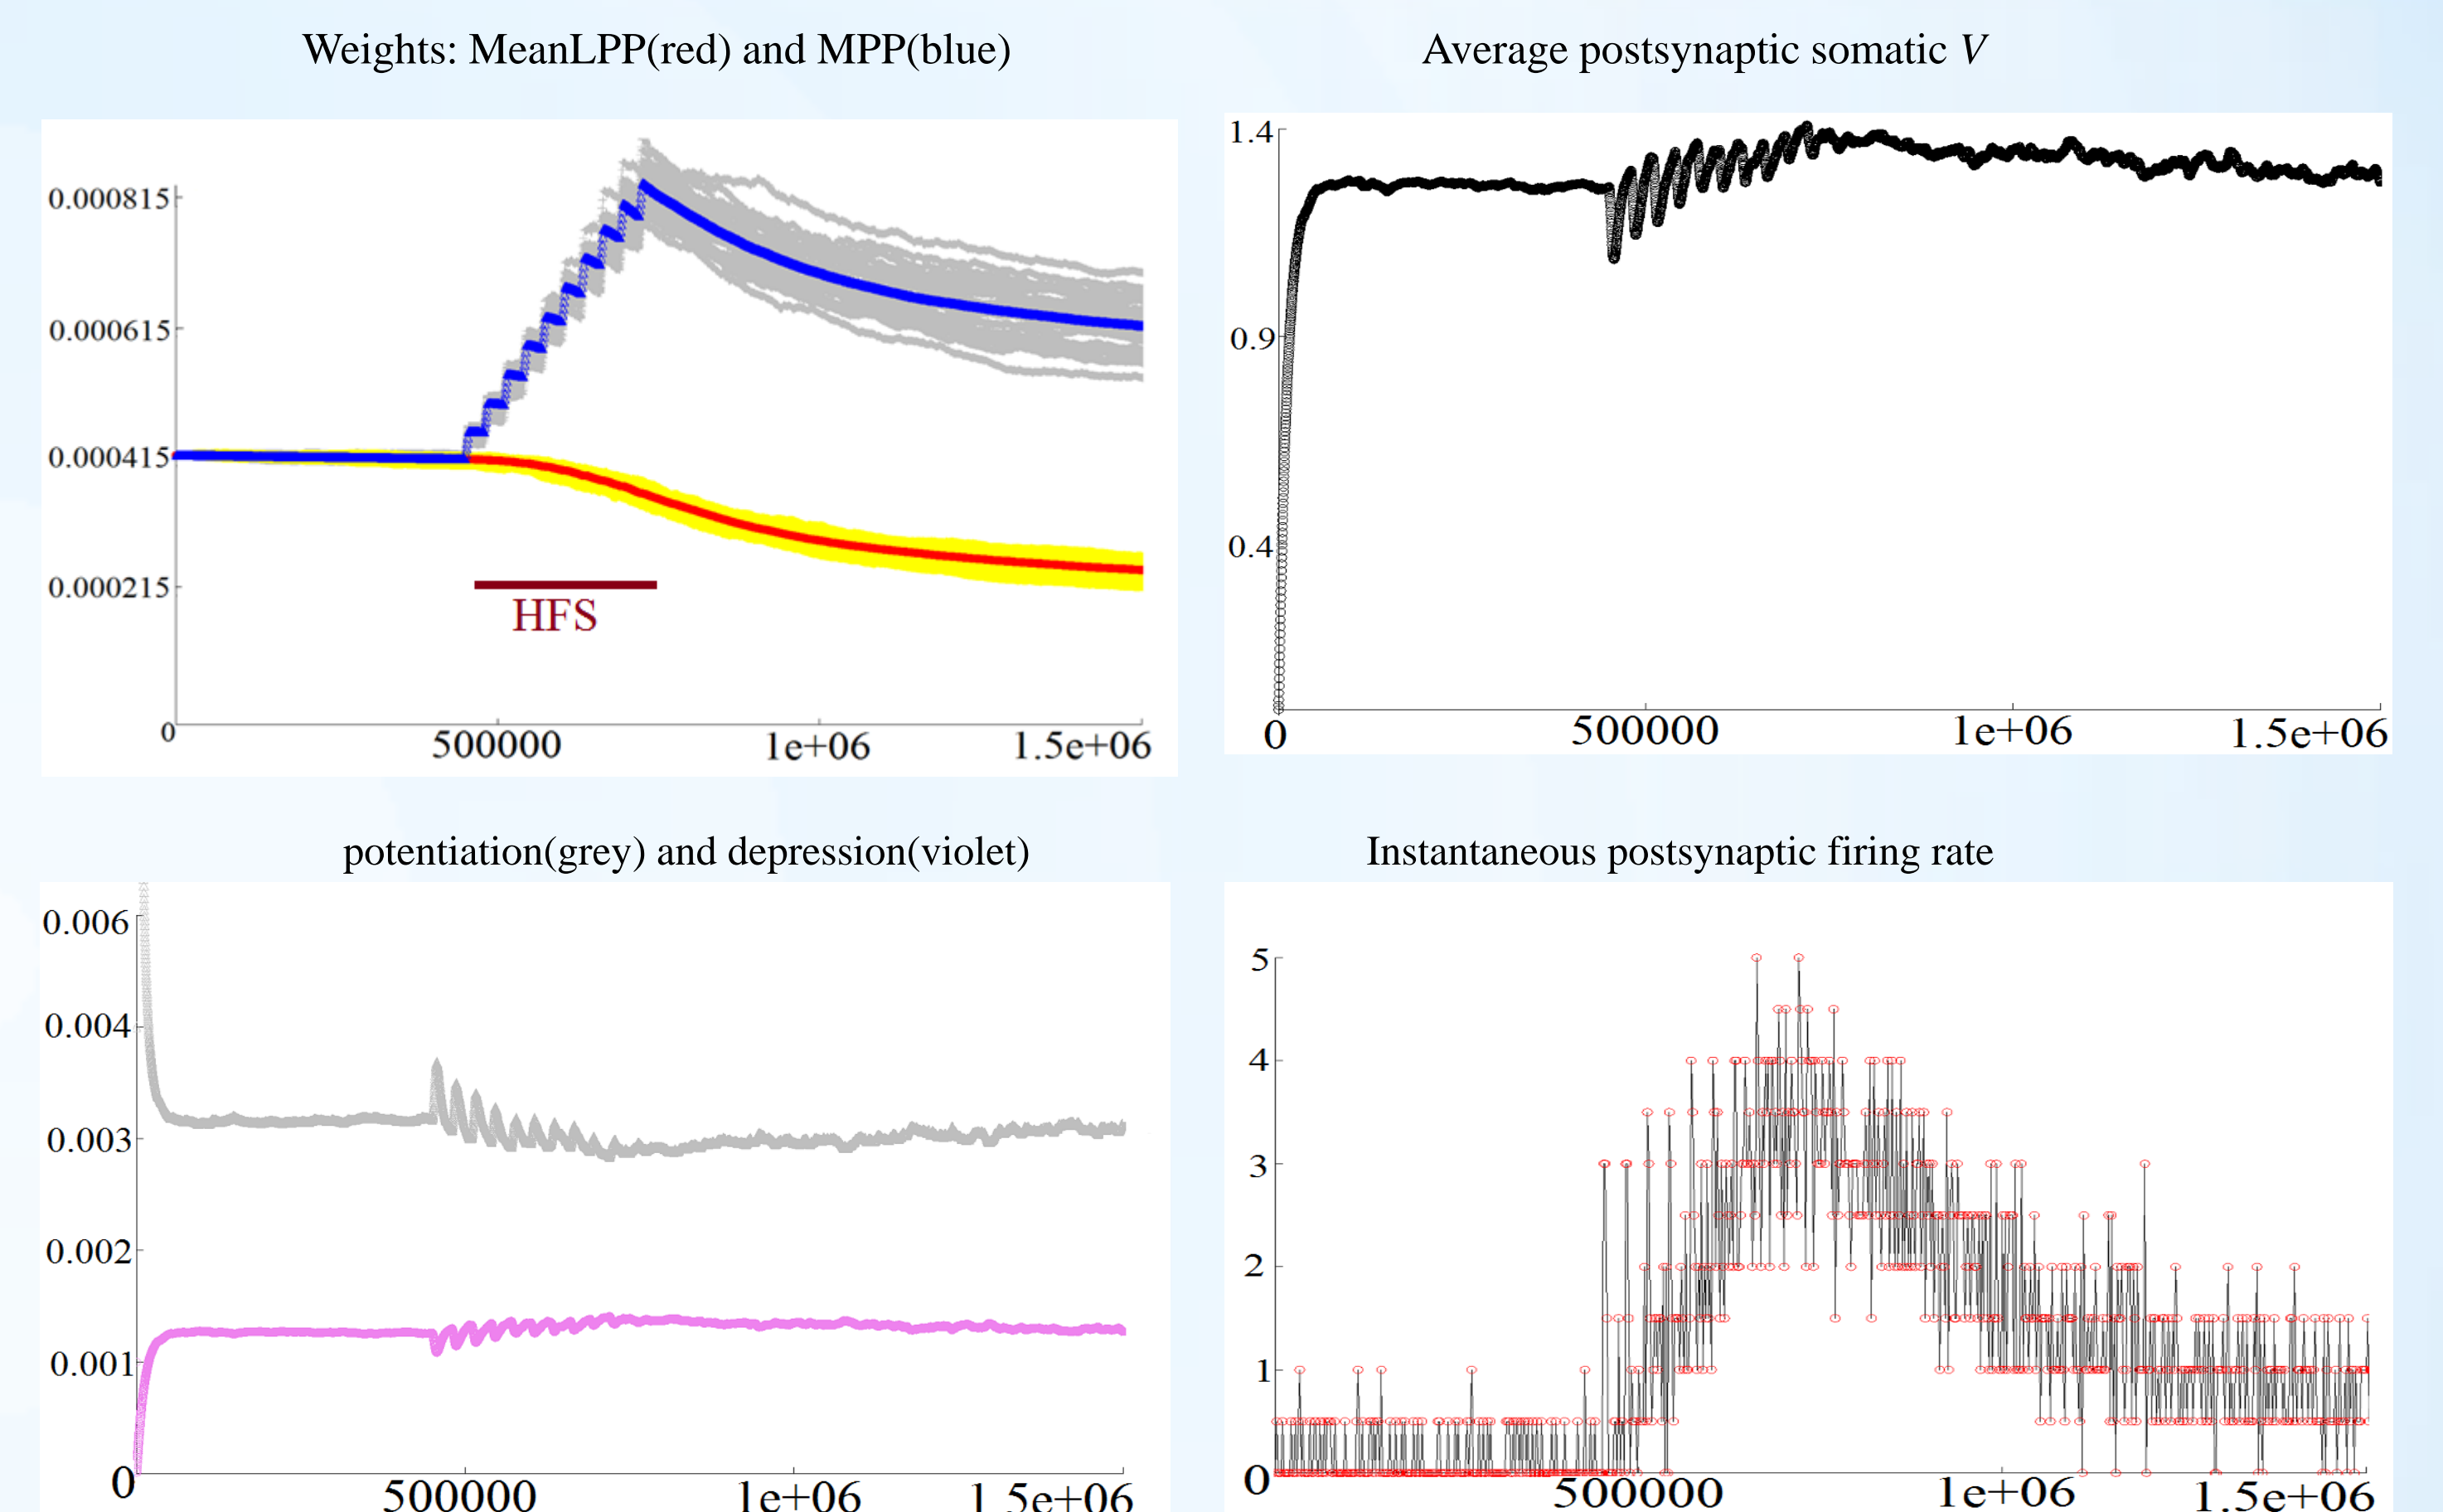 Weights: MeanLPP(red) and MPP(blue)
0.000815
0.000615
0.000415
0.000215
0
HFS
500000
1e+06
1.5e+06
Average postsynaptic somatic V
1.4
0.9
0.4
0
500000
1e+06
1.5e+06
potentiation(grey) and depression(violet)
0.006
0.004
0.003
0.002
0.001
0
500000
1e+06
1 5e+06
Instantaneous postsynaptic firing rate
5
4
3
2
1
0
500000
1e+06
1.5e+06